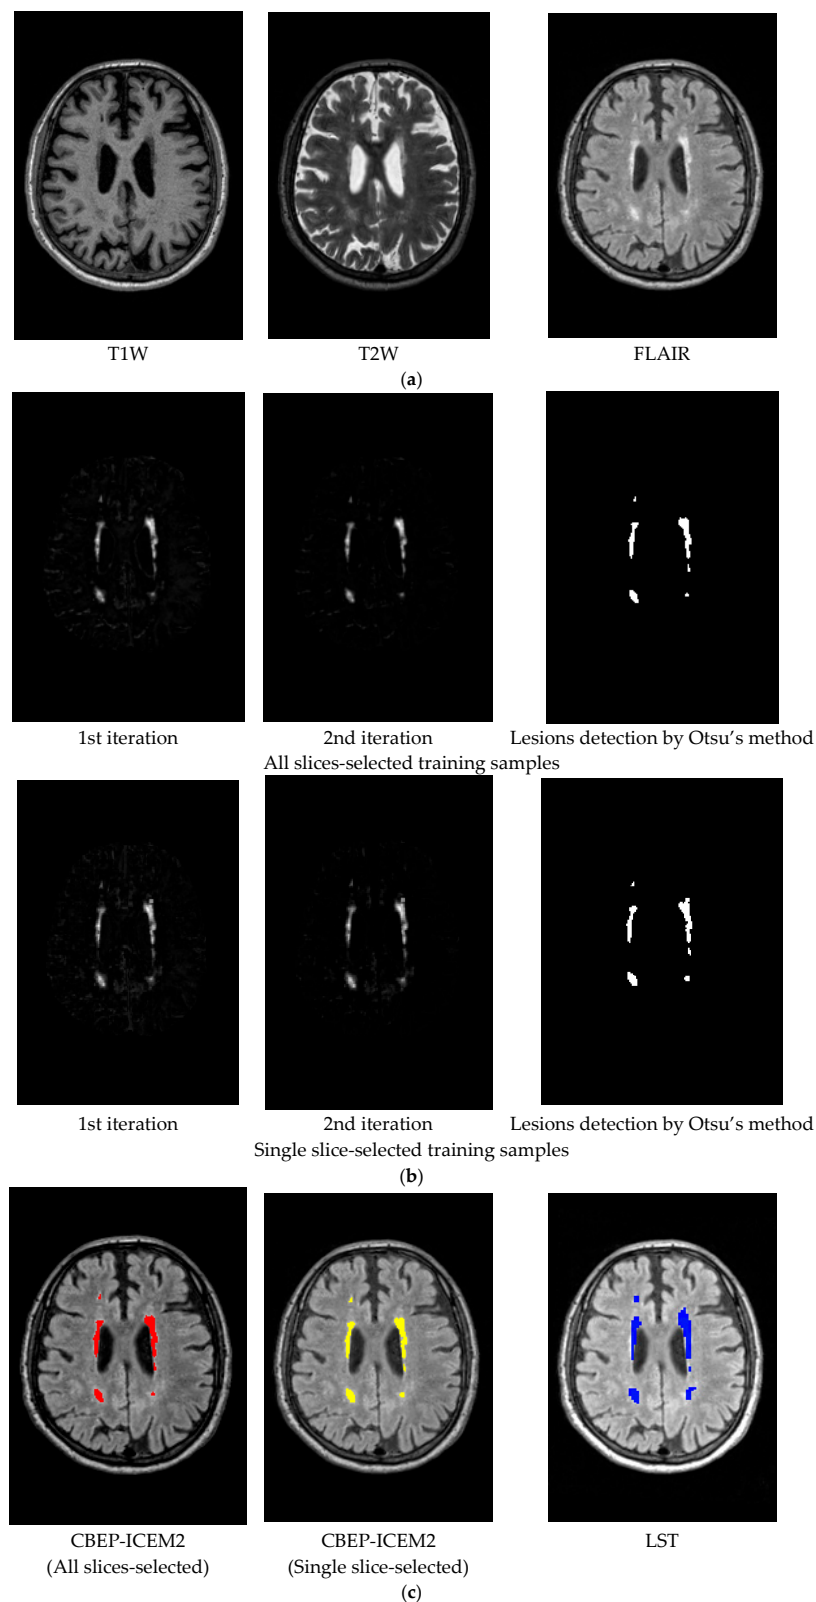 T1W T2W FLAIR
(a)
1st iteration 2nd iteration Lesions detection by Otsu’s method
All slices-selected training samples
1st iteration 2nd iteration Lesions detection by Otsu’s method
Single slice-selected training samples
(b)
CBEP-ICEM2 CBEP-ICEM2 LST
(All slices-selected) (Single slice-selected)
(c)